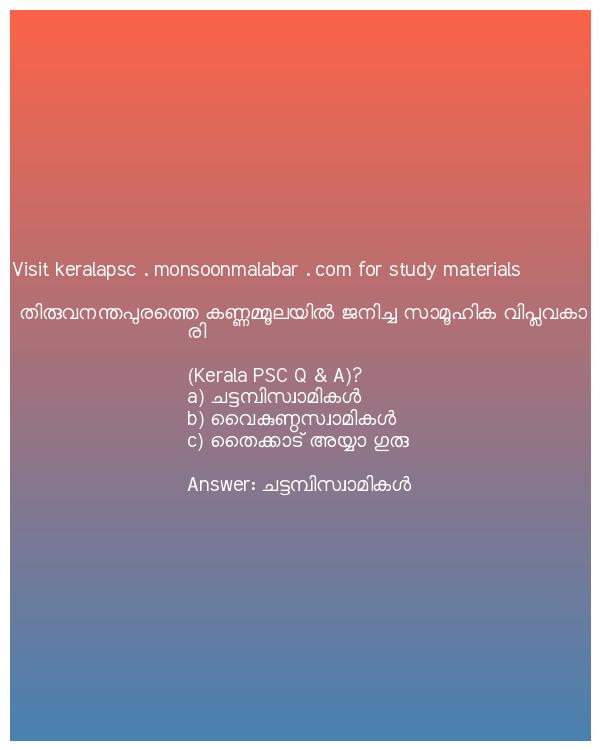 Visit keralapsc . monsoonmalabar . com for study materials
തിരുവനന്തപുരത്തെ കണ്ണമ്മൂലയിൽ ജനിച്ച സാമൂഹിക വിപ്ലവകാ
രി
(Kerala PSC Q & A)?
a) ചട്ടമ്പിസ്വാമികൾ
b) വൈകുണ്ഠസ്വാമികൾ
c) തൈക്കാട് അയ്യാ ഗുരു
Answer: ചട്ടമ്പിസ്വാമികൾ